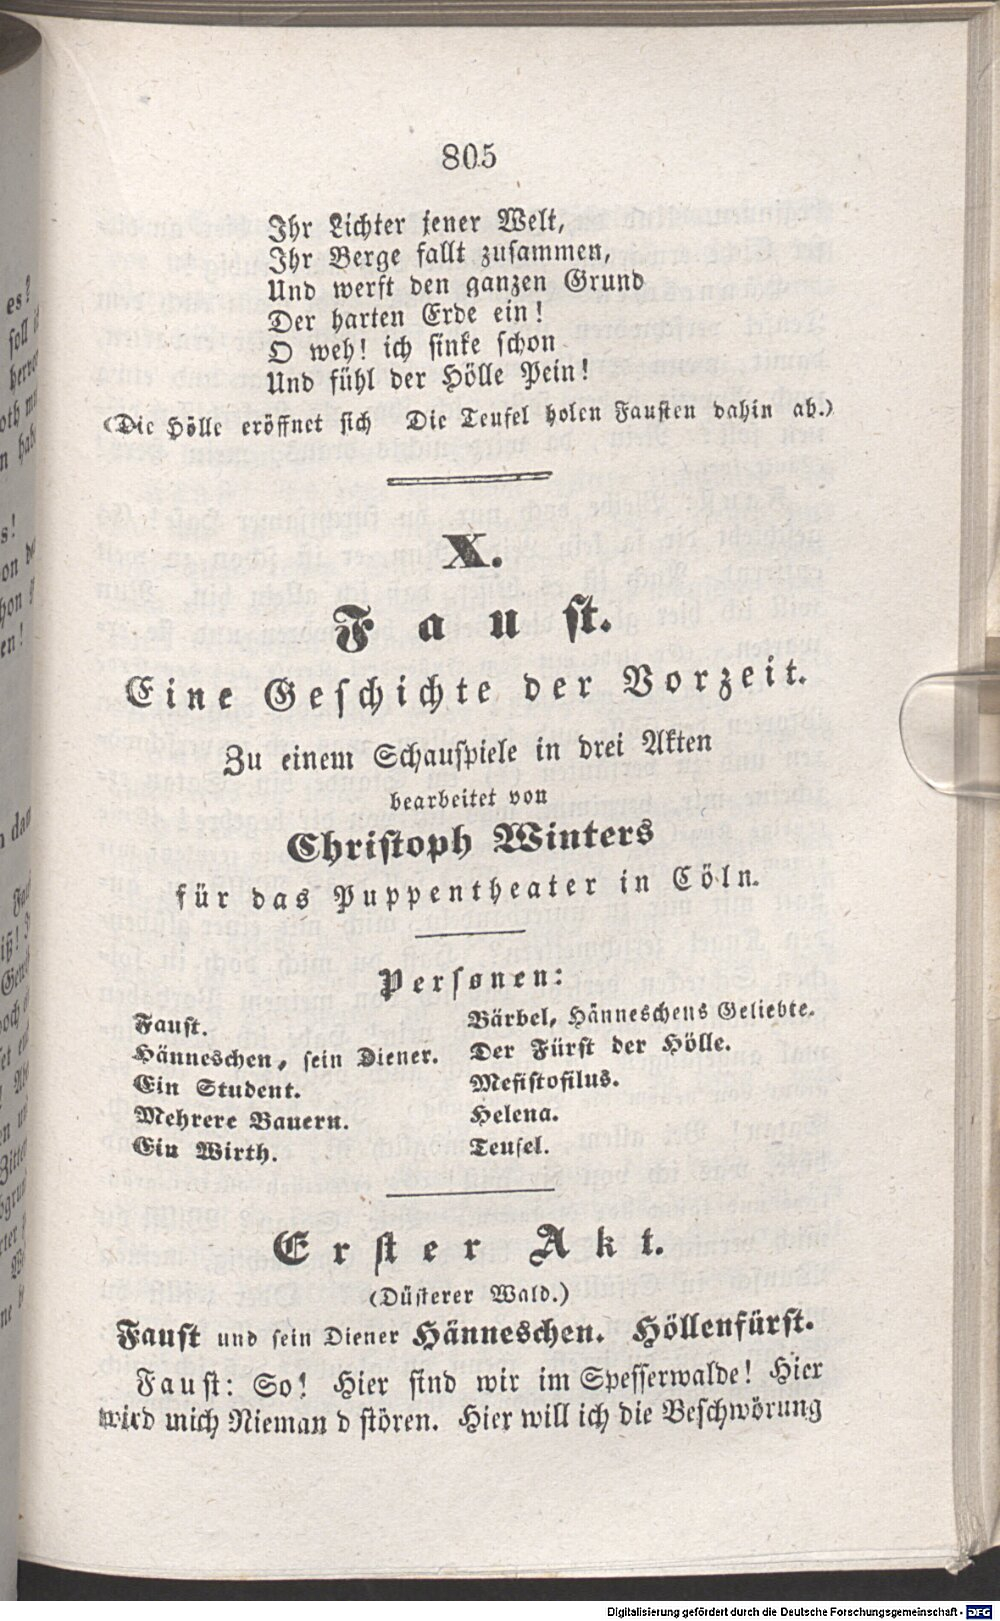 805
Ihr Lichter jener Welt,
Ihr Berge fallt zusammen,
Und werft den ganzen Grund
Der harten Erde ein!
O weh! ich sinke schon
Und fühl der Hölle Pein!
(Die Hölle eröffnet sich Die Teufel holen Fausten dahin ab.)
X.
Faust.
Eine Geschichte der Vorzeit.
Zu einem Schauspiele in drei Akten
bearbeitet von
Christoph Winters
für das Puppentheater in Cöln.
Personen:
Faust.
Hänneschen, sein Diener.
Ein Student.
Mehrere Bauern.
Ein Wirth.
Bärbel, Hänneschens Geliebte.
Der Fürst der Hölle.
Mefistofilus.
Helena.
Teufel.
Erster Akt.
(Düsterer Wald.)
Faust und sein Diener Hänneschen. Höllenfürst.
Faust: So! Hier sind wir im Spesserwalde! Hier
wird mich Nieman d stören. Hier will ich die Beschwörung
Digitalisierung gefördert durch die Deutsche Forschungsgemeinschaft - DFG